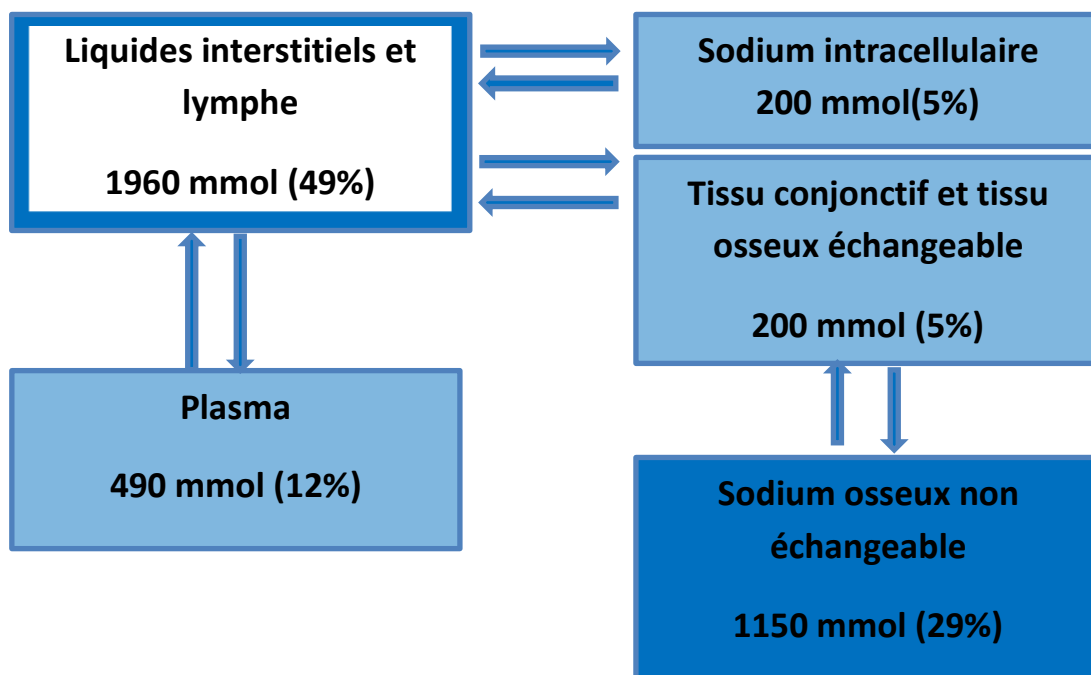 Liquides interstitiels et
lymphe
1960 mmol (49%)
Sodium intracellulaire
200 mmol(5%)
Tissu conjonctif et tissu
osseux échangeable
200 mmol (5%)
Plasma
490 mmol (12%)
Sodium osseux non
échangeable
1150 mmol (29%)